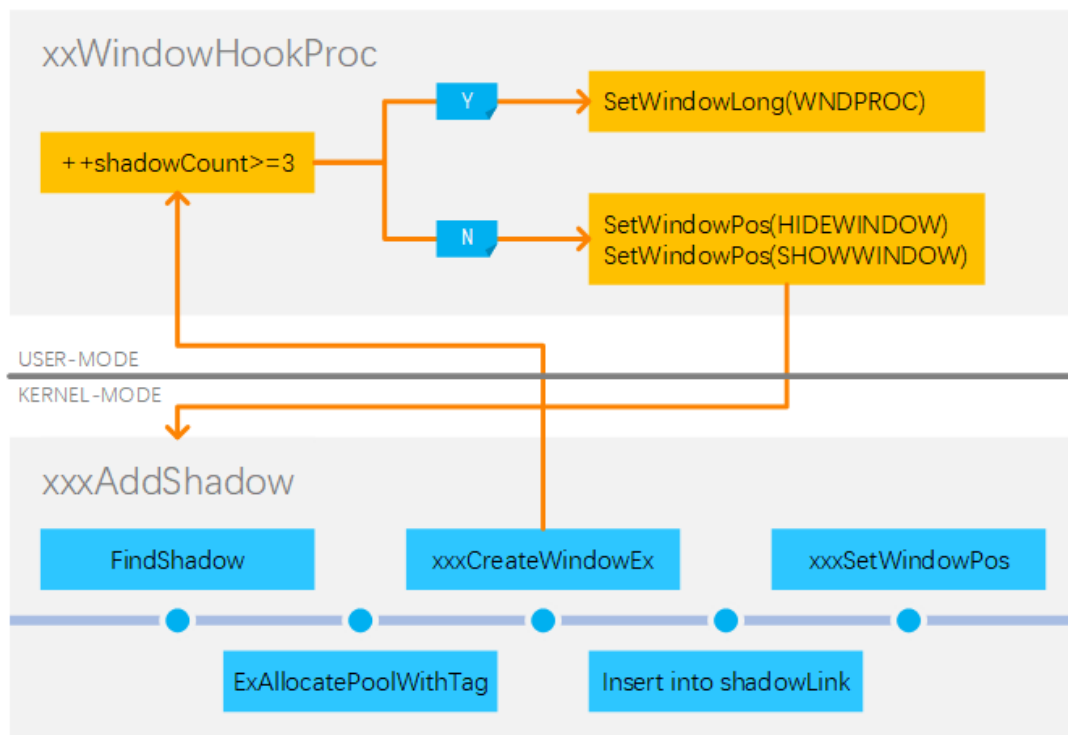 xxWindowHookProc
Y
SetWindowLong(WNDPROC)
++shadowCount>=3
N
SetWindowPos(HIDEWINDOW)
SetWindowPos(SHOWWINDOW)
USER-MODE
KERNEL-MODE
xxxAddShadow
FindShadow
xxxCreateWindowEx
xxxSetWindowPos
ExAllocatePoolWithTag
Insert into shadowLink